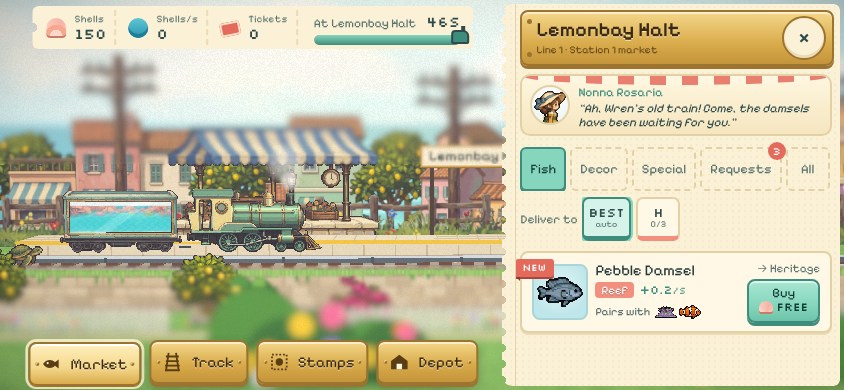 Shells
150
Shells/s
0
Tickets
0
At Lemonbay Halt 46s
Lemonbay
Lemonbay Halt
Line 1 · Station 1 market
×
Nonna Rosaria
"Ah, Wren's old train! Come, the damsels
have been waiting for you."
Fish
Decor
Special
Requests
3
All
Deliver to
BEST
auto
H
0/3
NEW
Pebble Damsel
→ Heritage
Reef +0.2/s
Pairs with
Buy
FREE
Market
Track
Stamps
Depot